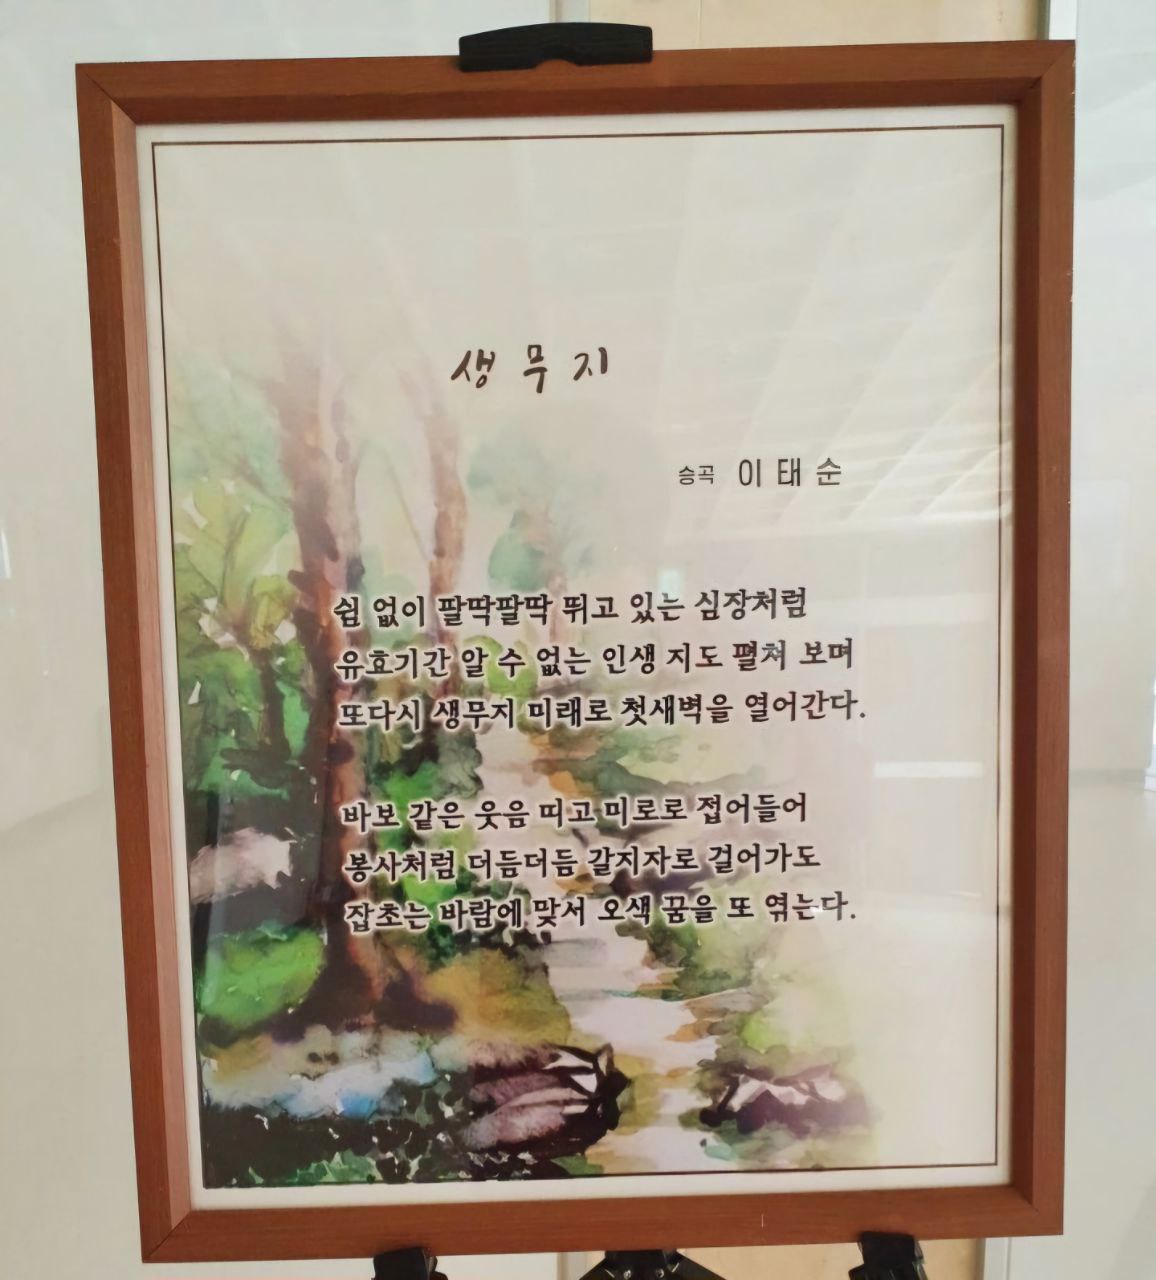 생무지
승곡 이태순
쉼 없이 팔딱팔딱 뛰고 있는 심장처럼
유효기간 알 수 없는 인생 지도 펼쳐 보며
또다시 생무지 미래로 첫새벽을 열어간다.
바보 같은 웃음 띠고 미로로 접어들어
봉사처럼 더듬더듬 갈지자로 걸어가도
잡초는 바람에 맞서 오색 꿈을 또 엮는다.